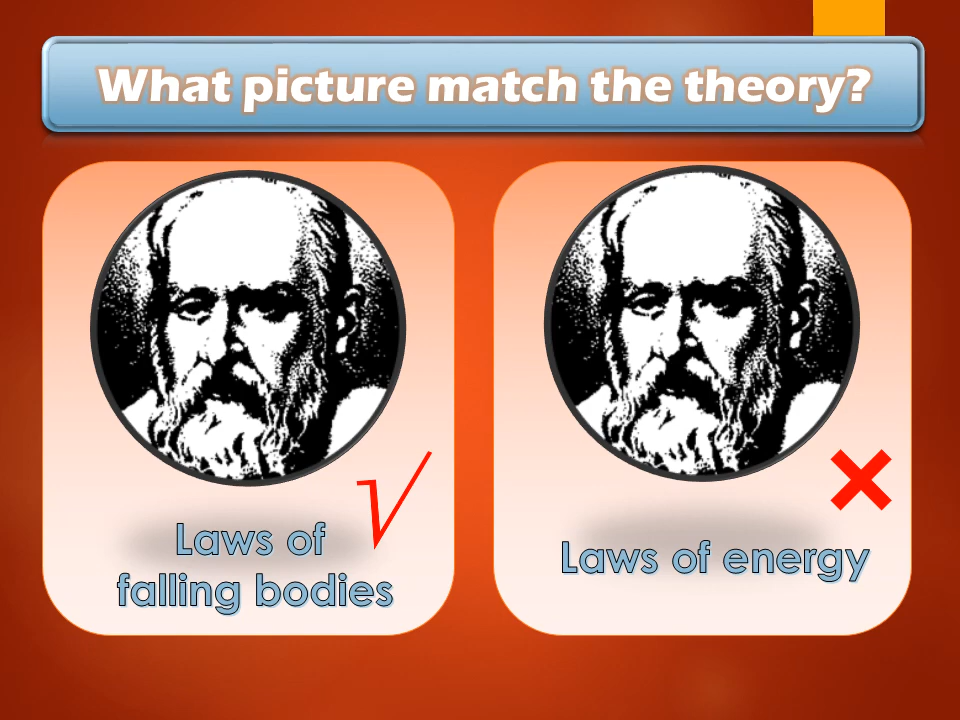 What picture match the theory?
Laws of
falling bodies
Laws of energy